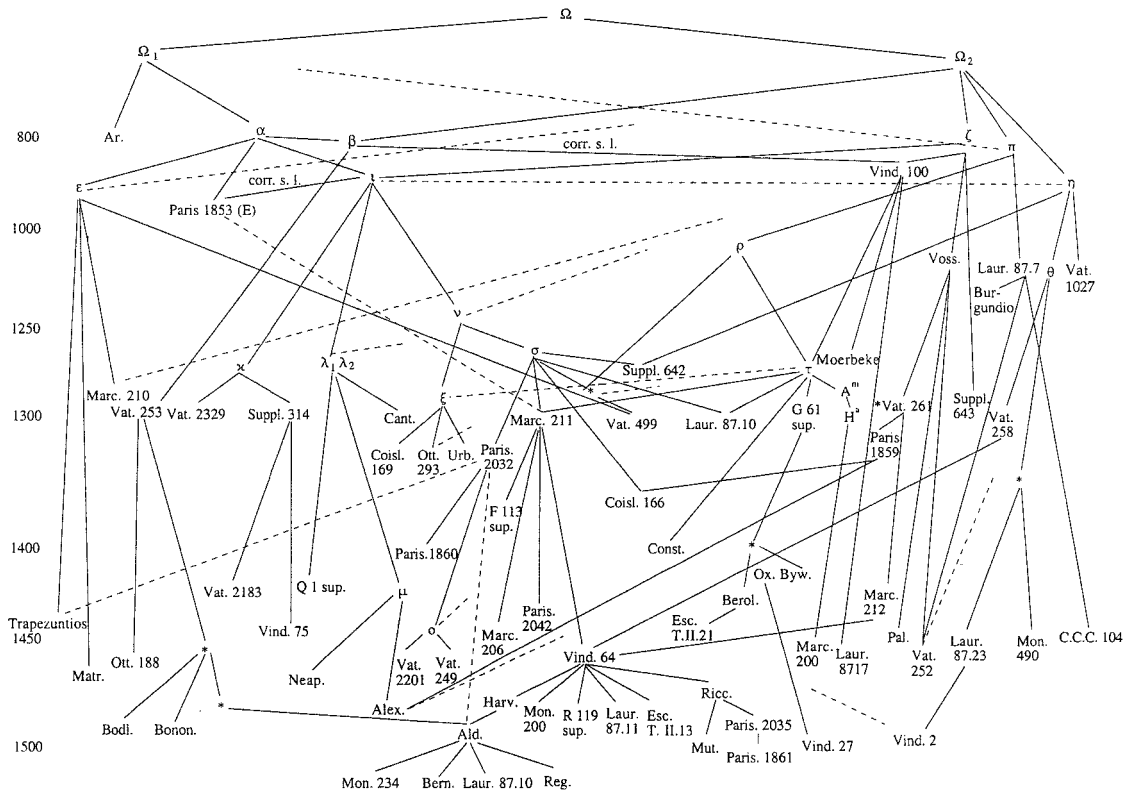 Ω
Ω 1
Ω 2
Ar.
800
α
β
corr. s. l.
ζ
π
ε
corr. s. l.
ι
Vind. 100
η
Paris 1853 (E)
1000
ρ
Voss.
Laur. 87.7
θ
Vat.
1027
Bur-
gundio
ν
1250
λ1 λ2
σ
Moerbeke
ϰ
Suppl. 642
τ
Marc. 210
ξ
*
A m
Vat. 253
Vat. 2329
Suppl. 314
Cant.
G 61
sup.
H a
*Vat. 261
Suppl.
643
1300
Marc. 211
Vat. 499
Laur. 87.10
Vat.
258
Coisl.
169
Ott.
293
Urb.
Paris.
2032
Paris
1859
*
Coisl. 166
F 113
sup.
1400
Paris.1860
Const.
*
Ox. Byw.
Vat. 2183
Q 1 sup.
μ
Berol.
Marc.
212
Trapezuntios
Vind. 75
ο
Paris.
2042
Esc.
T.II.21
1450
Marc.
206
Marc.
200
Laur.
8717
Pal.
Vat.
252
Laur.
87.23
Mon.
490
C.C.C. 104
Matr.
Ott. 188
*
Neap.
Vat.
2201
Vat.
249
Vind. 64
Bodl.
Bonon.
*
Alex.
Harv.
Mon.
200
R 119
sup.
Laur.
87.11
Esc.
T. II.13
Ricc.
Ald.
Mut.
Paris. 2035
Vind. 27
Vind. 2
1500
Paris. 1861
Mon. 234
Bern.
Laur. 87.10
Reg.